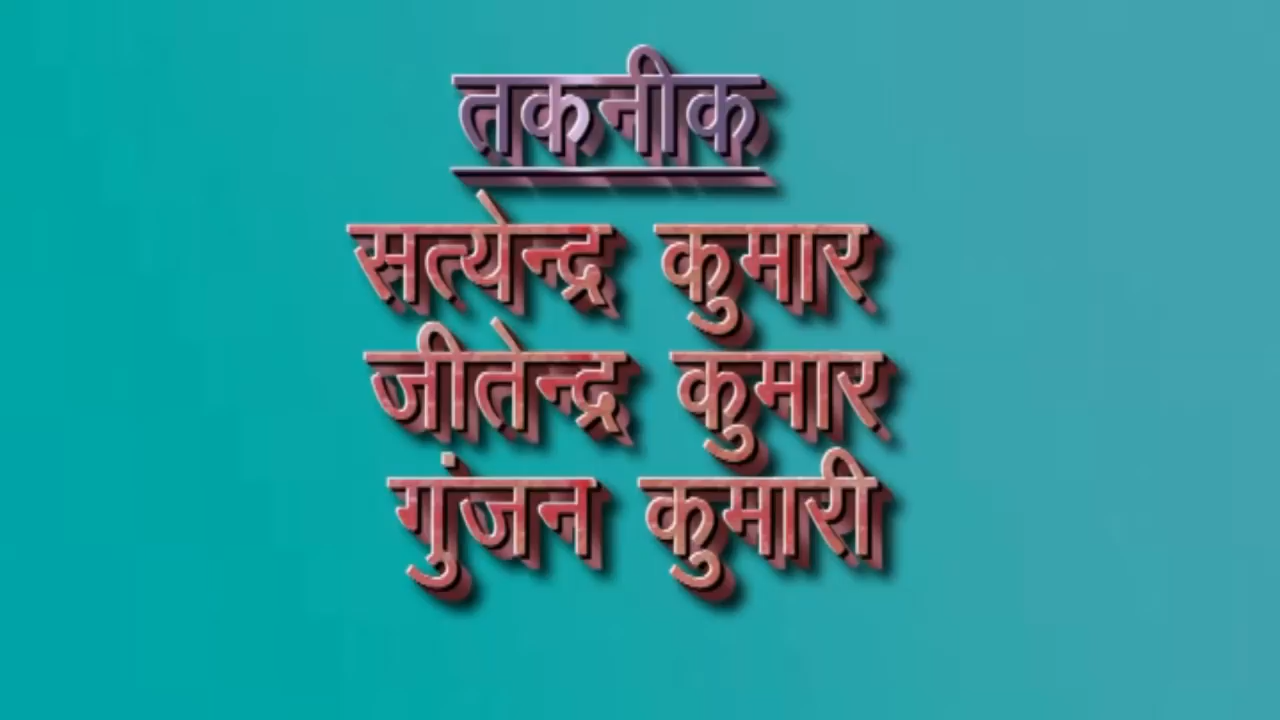 तकनीक
सत्येन्द्र कुमार
जीतेन्द्र कुमार
गुंजन कुमारी